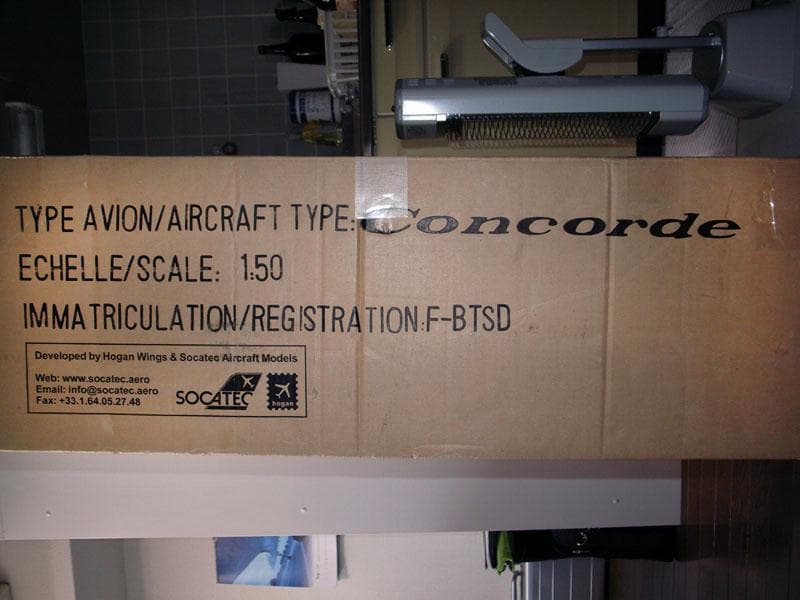 TYPE AVION/AIRCRAFT TYPE: Concorde
ECHELLE/SCALE: 1:50
IMMATRICULATION/REGISTRATION:F-BTSD
Developed by Hogan Wings & Socatec Aircraft Models
Web: www.socatec.aero
Email: info@socatec.aero
Fax: +33.1.64.05.27.48
SOCATEC
hogan